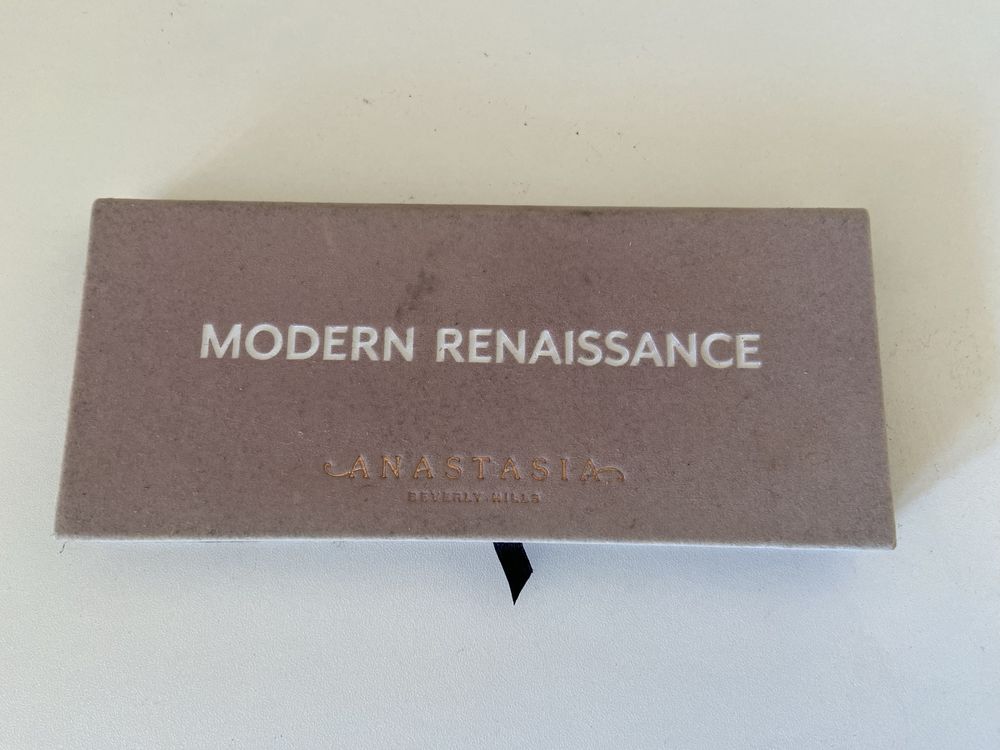 MODERN RENAISSANCE
ANASTASIA
BEVERLY HILLS